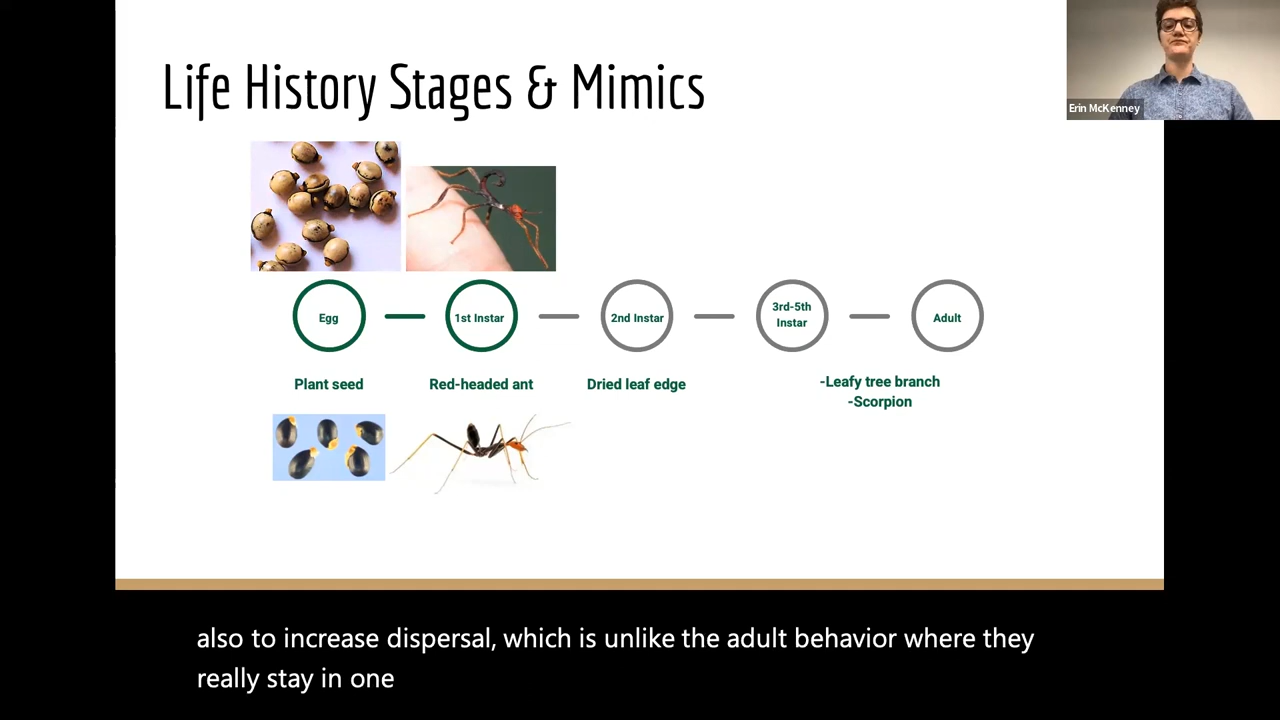 Life History Stages & Mimics
Erin McKenney
Egg
1st Instar
2nd Instar
3rd-5th
Instar
Adult
Plant seed
Red-headed ant
Dried leaf edge
-Leafy tree branch
-Scorpion
also to increase dispersal, which is unlike the adult behavior where they
really stay in one